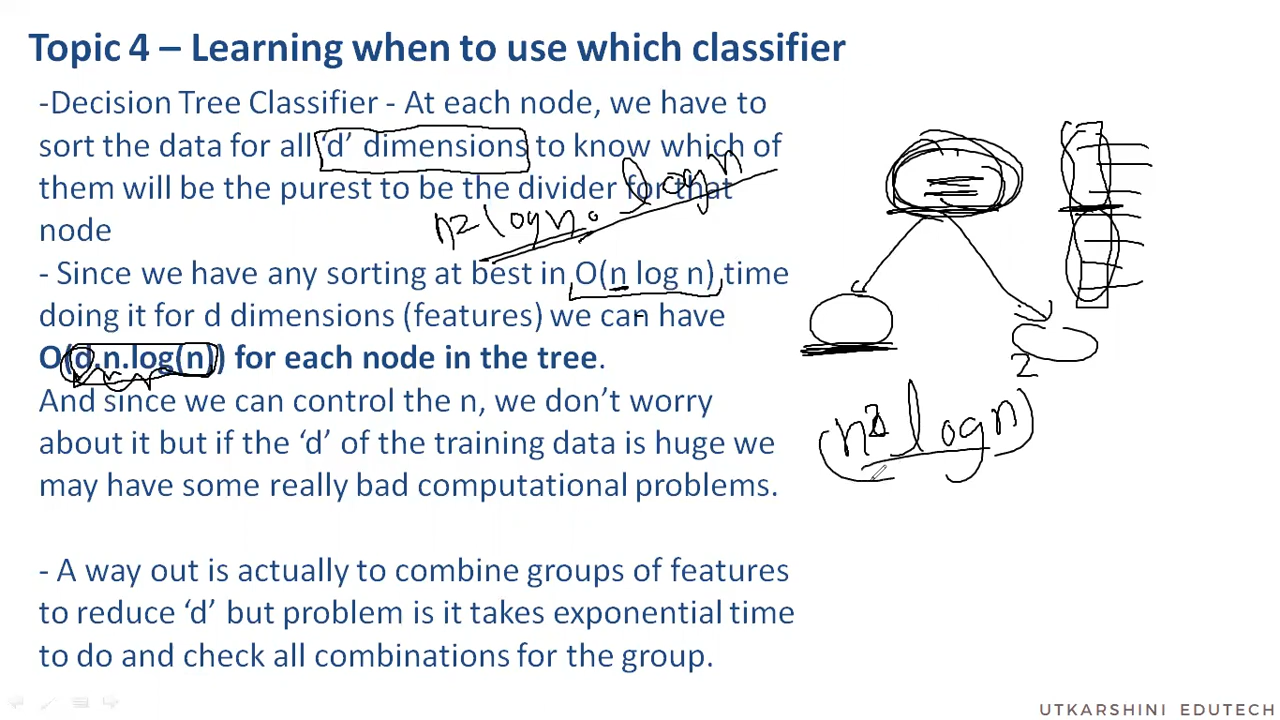 Topic 4 – Learning when to use which classifier
-Decision Tree Classifier - At each node, we have to
sort the data for all 'd' dimensions to know which of
them will be the purest to be the divider for that
node
n² logn. logn
- Since we have any sorting at best in O(n log n) time
doing it for d dimensions (features) we can have
O(d.n.log(n)) for each node in the tree.
And since we can control the n, we don't worry
about it but if the 'd' of the training data is huge we
may have some really bad computational problems.
- A way out is actually to combine groups of features
to reduce 'd' but problem is it takes exponential time
to do and check all combinations for the group.
2
(n² logn)
UTKARSHINI EDUTECH